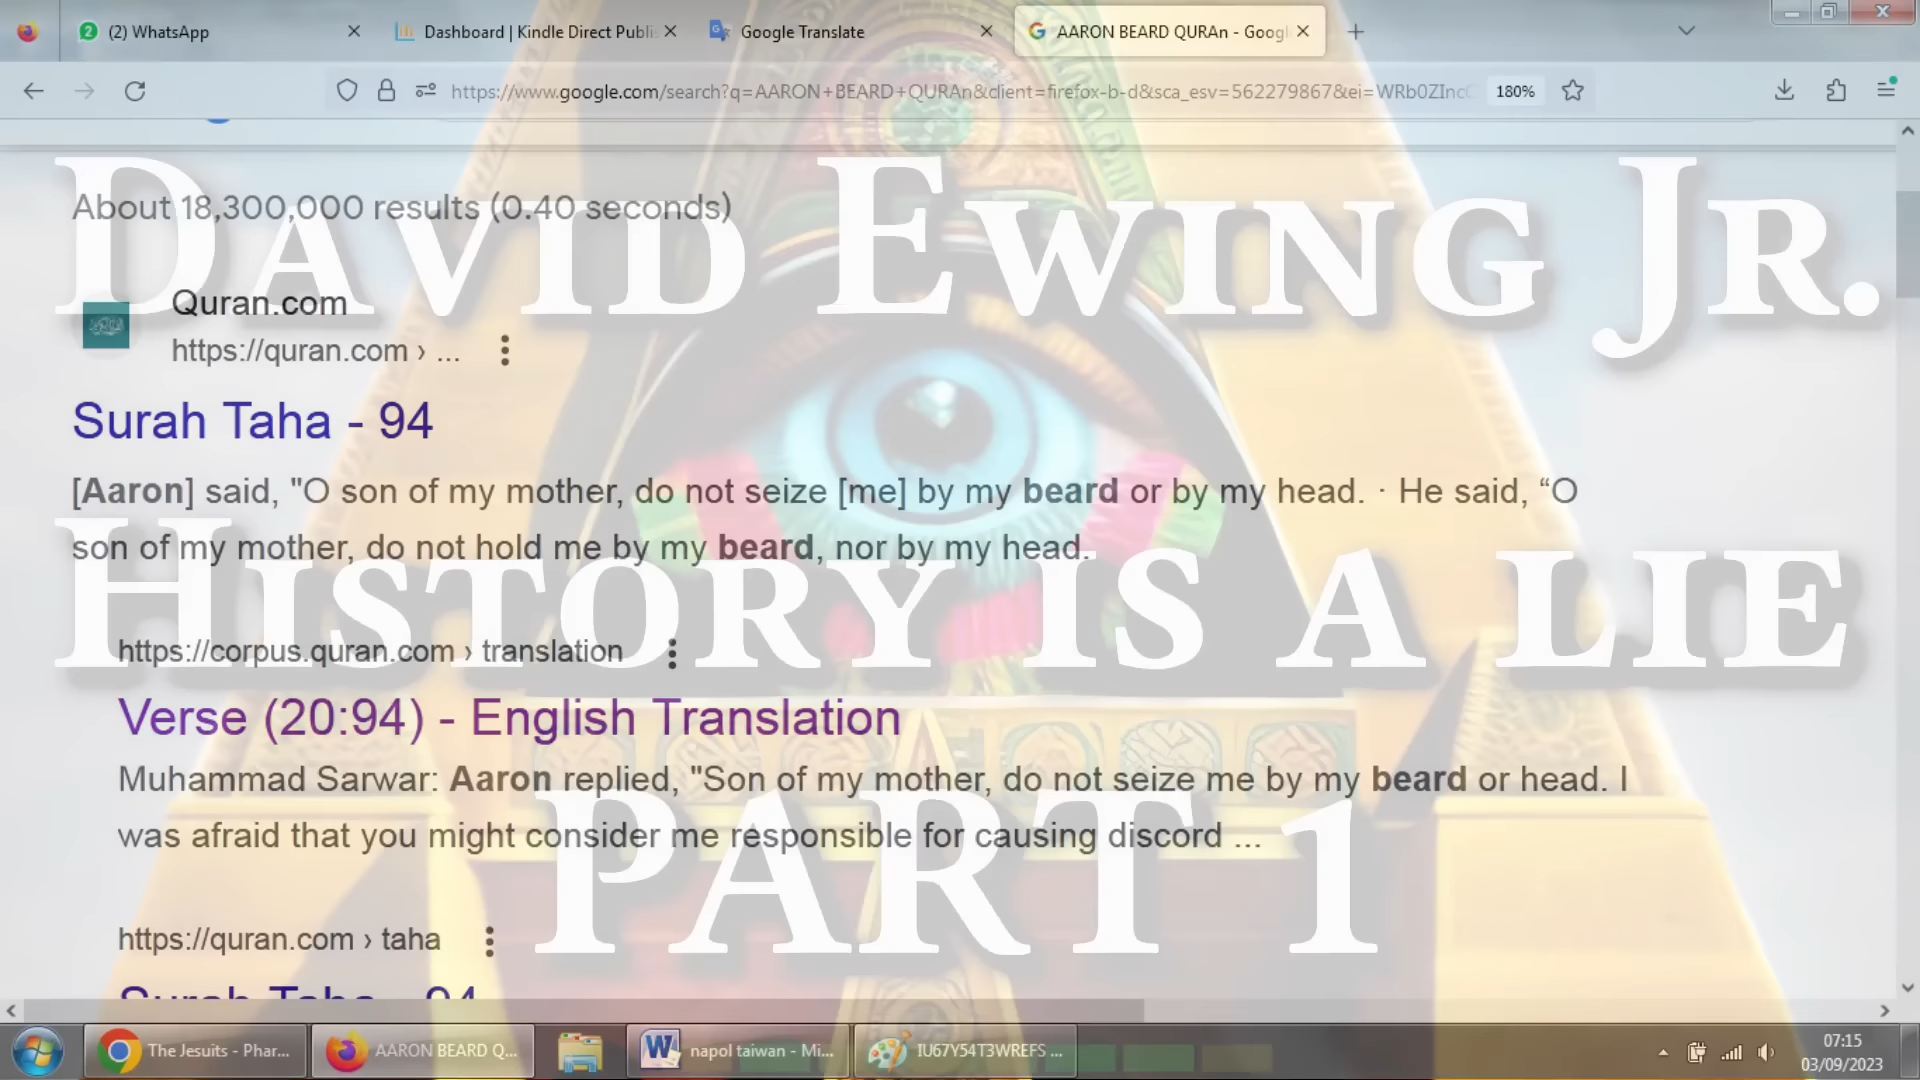 (2) WhatsApp
Dashboard | Kindle Direct Publi
Google Translate
AARON BEARD QURAn - Googl
https://www.google.com/search?q=AARON+BEARD+QURAn&client=firefox-b-d&sca_esv=562279867&ei=WRb0ZIncC
180%
About 18,300,000 results (0.40 seconds)
DAVID EWING JR.
Quran.com
https://quran.com › ...
Surah Taha - 94
[Aaron] said, "O son of my mother, do not seize [me] by my beard or by my head. · He said, “O
son of my mother, do not hold me by my beard, nor by my head.
HISTORY IS A LIE
https://corpus.quran.com › translation
Verse (20:94) - English Translation
Muhammad Sarwar: Aaron replied, "Son of my mother, do not seize me by my beard or head. I
was afraid that you might consider me responsible for causing discord ...
PART 1
https://quran.com › taha
Surah Taha - 94
The Jesuits - Phar...
AARON BEARD Q...
napol taiwan - Mi...
IU67Y54T3WREFS ...
07:15
03/09/2023